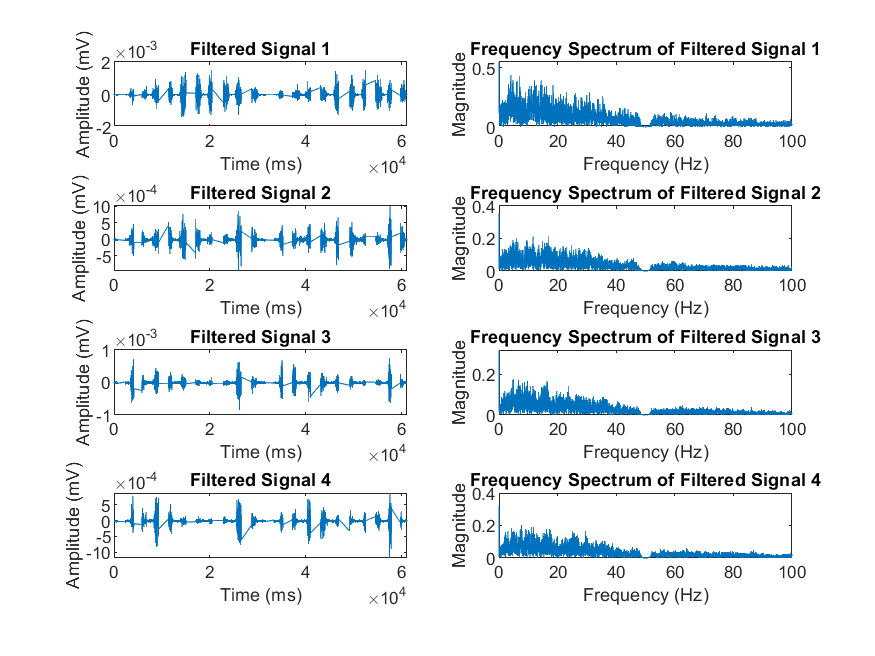 Filtered Signal 1
×10⁻³
Amplitude (mV)
2
0
-2
0 2 4 6
Time (ms)
×10⁴
Frequency Spectrum of Filtered Signal 1
Magnitude
0.5
0
0 20 40 60 80 100
Frequency (Hz)
Filtered Signal 2
×10⁻⁴
Amplitude (mV)
10
5
0
-5
0 2 4 6
Time (ms)
×10⁴
Frequency Spectrum of Filtered Signal 2
Magnitude
0.4
0.2
0
0 20 40 60 80 100
Frequency (Hz)
Filtered Signal 3
×10⁻³
Amplitude (mV)
1
0
-1
0 2 4 6
Time (ms)
×10⁴
Frequency Spectrum of Filtered Signal 3
Magnitude
0.2
0
0 20 40 60 80 100
Frequency (Hz)
Filtered Signal 4
×10⁻⁴
Amplitude (mV)
5
0
-5
-10
0 2 4 6
Time (ms)
×10⁴
Frequency Spectrum of Filtered Signal 4
Magnitude
0.4
0.2
0
0 20 40 60 80 100
Frequency (Hz)